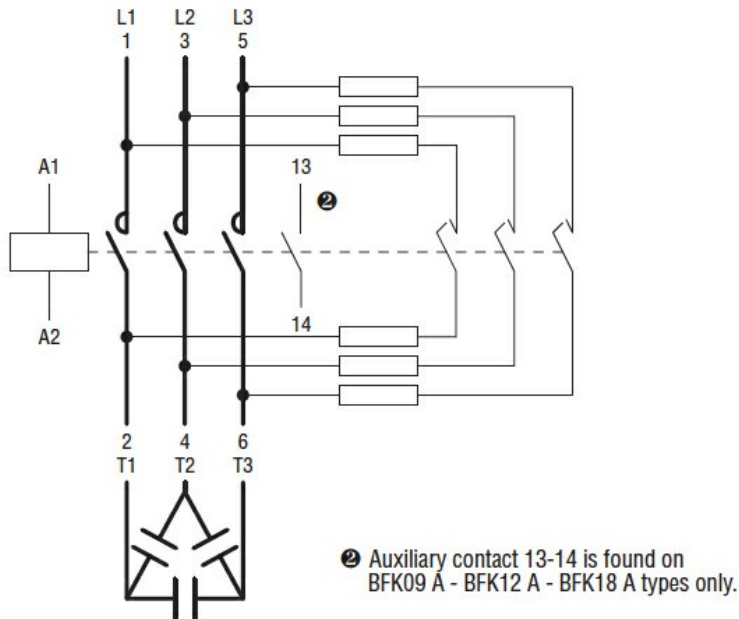 L1 L2 L3
1 3 5
A1
13
❷
14
A2
2 4 6
T1 T2 T3
❷ Auxiliary contact 13-14 is found on
BFK09 A - BFK12 A - BFK18 A types only.